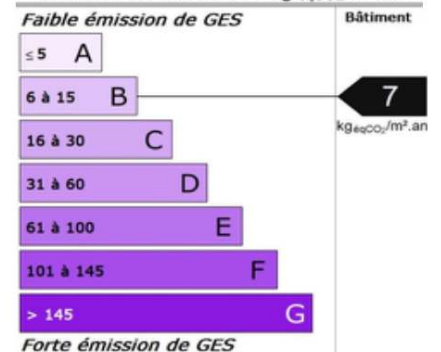 Faible émission de GES
Bâtiment
≤ 5 A
6 à 15 B
7
kgéqCO₂/m².an
16 à 30 C
31 à 60 D
61 à 100 E
101 à 145 F
> 145 G
Forte émission de GES